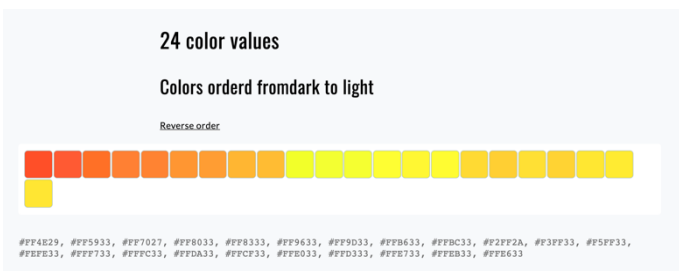 24 color values
Colors orderd fromdark to light
Reverse order
#FF4E29, #FF5933, #FF7027, #FF8033, #FF8333, #FF9633, #FF9D33, #FFB633, #FFBC33, #F2FF2A, #F3FF33, #F5FF33,
#FEFE33, #FFF733, #FFFC33, #FFDA33, #FFCF33, #FFE033, #FFD333, #FFE733, #FFEB33, #FFE633